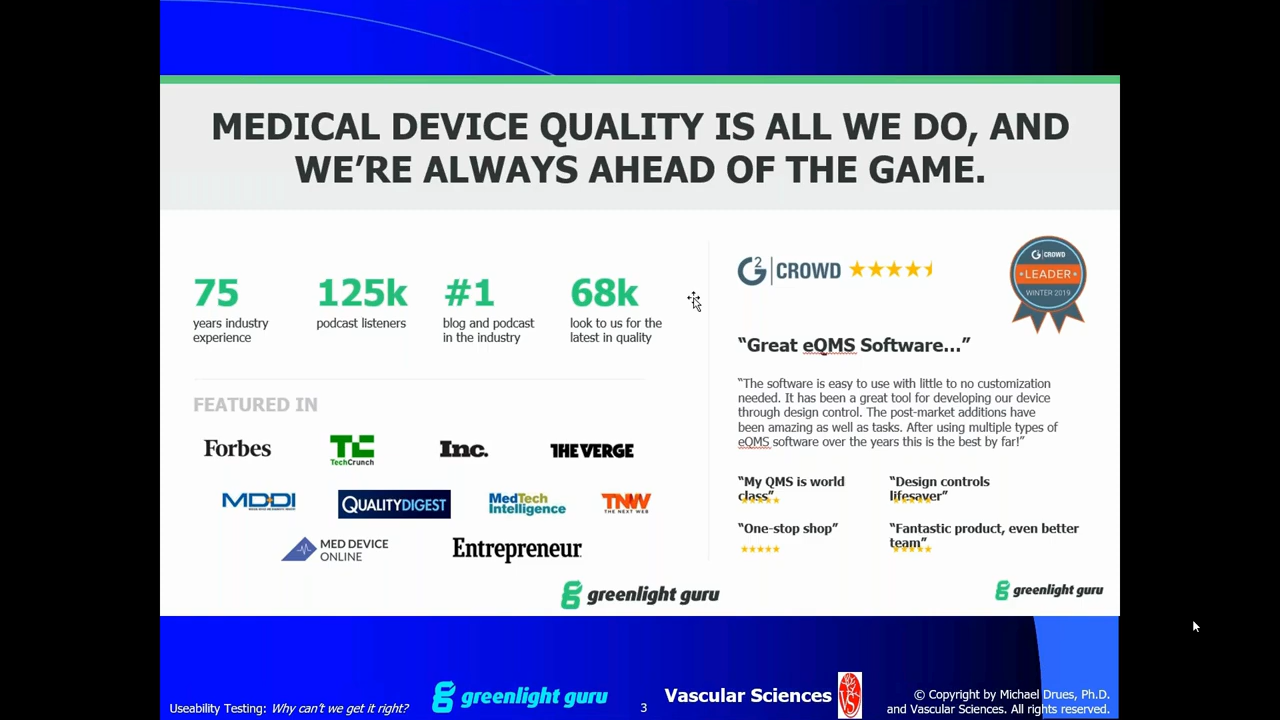 MEDICAL DEVICE QUALITY IS ALL WE DO, AND
WE’RE ALWAYS AHEAD OF THE GAME.
75
years industry
experience
125k
podcast listeners
#1
blog and podcast
in the industry
68k
look to us for the
latest in quality
FEATURED IN
Forbes
TC
TechCrunch
Inc.
THE VERGE
MDDI
QUALITY DIGEST
MedTech
Intelligence
TNW
THE NEXT WEB
MED DEVICE
ONLINE
Entrepreneur
G2 | CROWD
G2 | CROWD
LEADER
WINTER 2019
“Great eQMS Software…”
“The software is easy to use with little to no customization
needed. It has been a great tool for developing our device
through design control. The post-market additions have
been amazing as well as tasks. After using multiple types of
eQMS software over the years this is the best by far!”
“My QMS is world
class”
“Design controls
lifesaver”
“One-stop shop”
“Fantastic product, even better
team”
greenlight guru
greenlight guru
Useability Testing: Why can’t we get it right?
greenlight guru
3
Vascular Sciences
VS
© Copyright by Michael Drues, Ph.D.
and Vascular Sciences. All rights reserved.